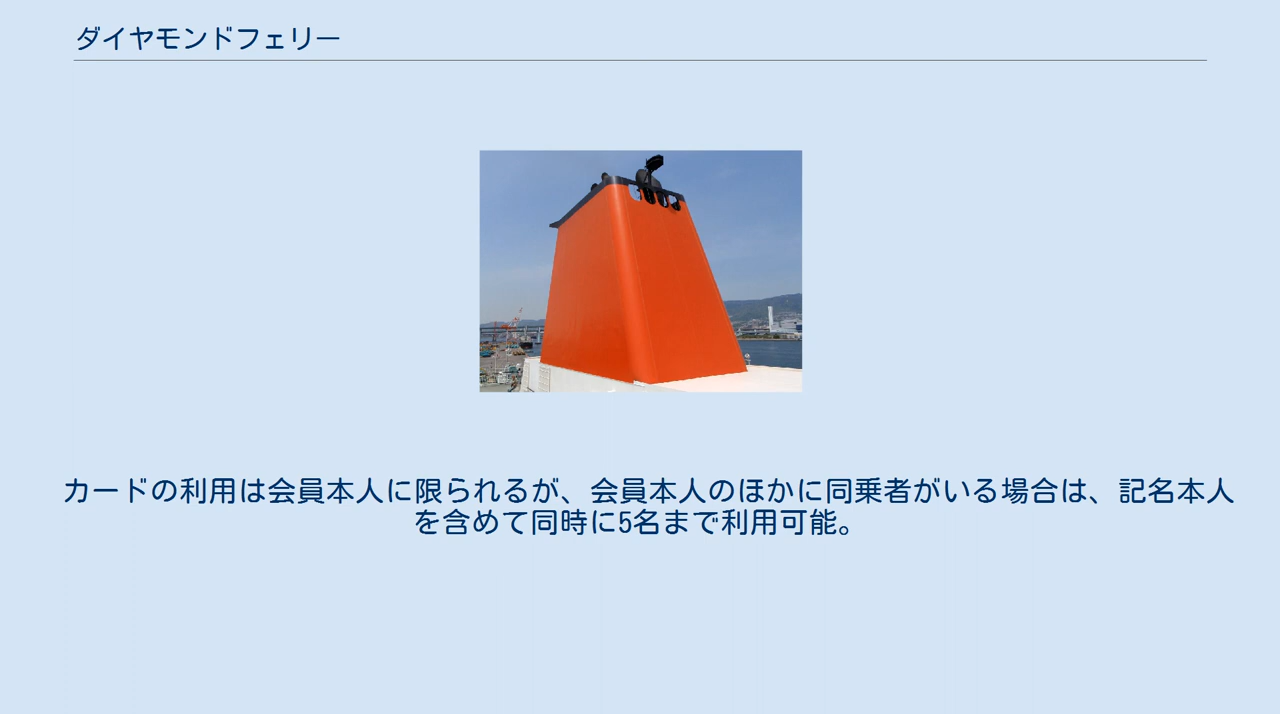 ダイヤモンドフェリー
カードの利用は会員本人に限られるが、会員本人のほかに同乗者がいる場合は、記名本人
を含めて同時に5名まで利用可能。